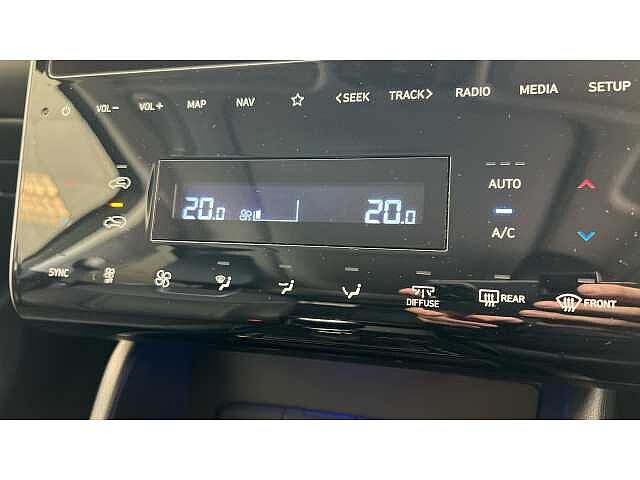 VOL− VOL+ MAP NAV ☆ <SEEK TRACK> RADIO MEDIA SETUP
AUTO
20.0 20.0
A/C
SYNC
DIFFUSE REAR FRONT